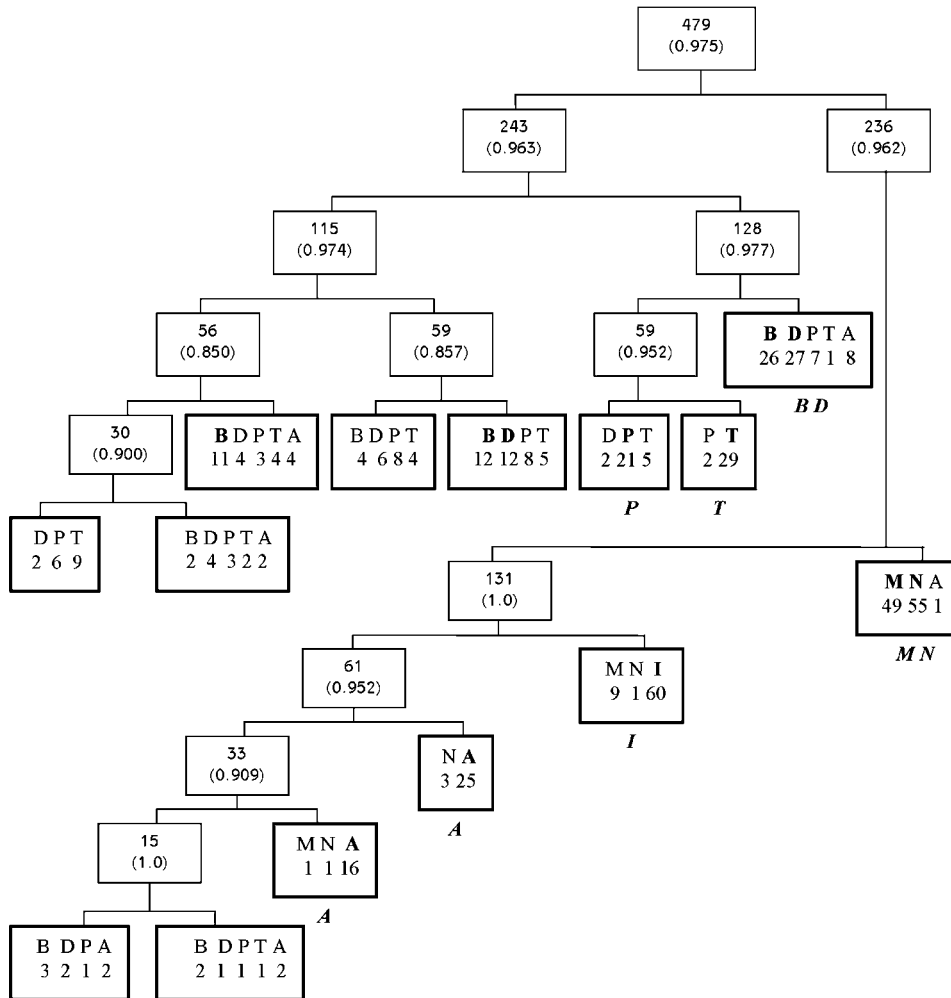 479
(0.975)
243
(0.963)
236
(0.962)
115
(0.974)
128
(0.977)
56
(0.850)
59
(0.857)
59
(0.952)
B D P T A
26 27 7 1 8
B D
30
(0.900)
B D P T A
11 4 3 4 4
B D P T
4 6 8 4
B D P T
12 12 8 5
D P T
2 21 5
P
P T
2 29
T
D P T
2 6 9
B D P T A
2 4 3 2 2
131
(1.0)
M N A
49 55 1
M N
61
(0.952)
M N I
9 1 60
I
33
(0.909)
N A
3 25
A
15
(1.0)
M N A
1 1 16
A
B D P A
3 2 1 2
B D P T A
2 1 1 1 2